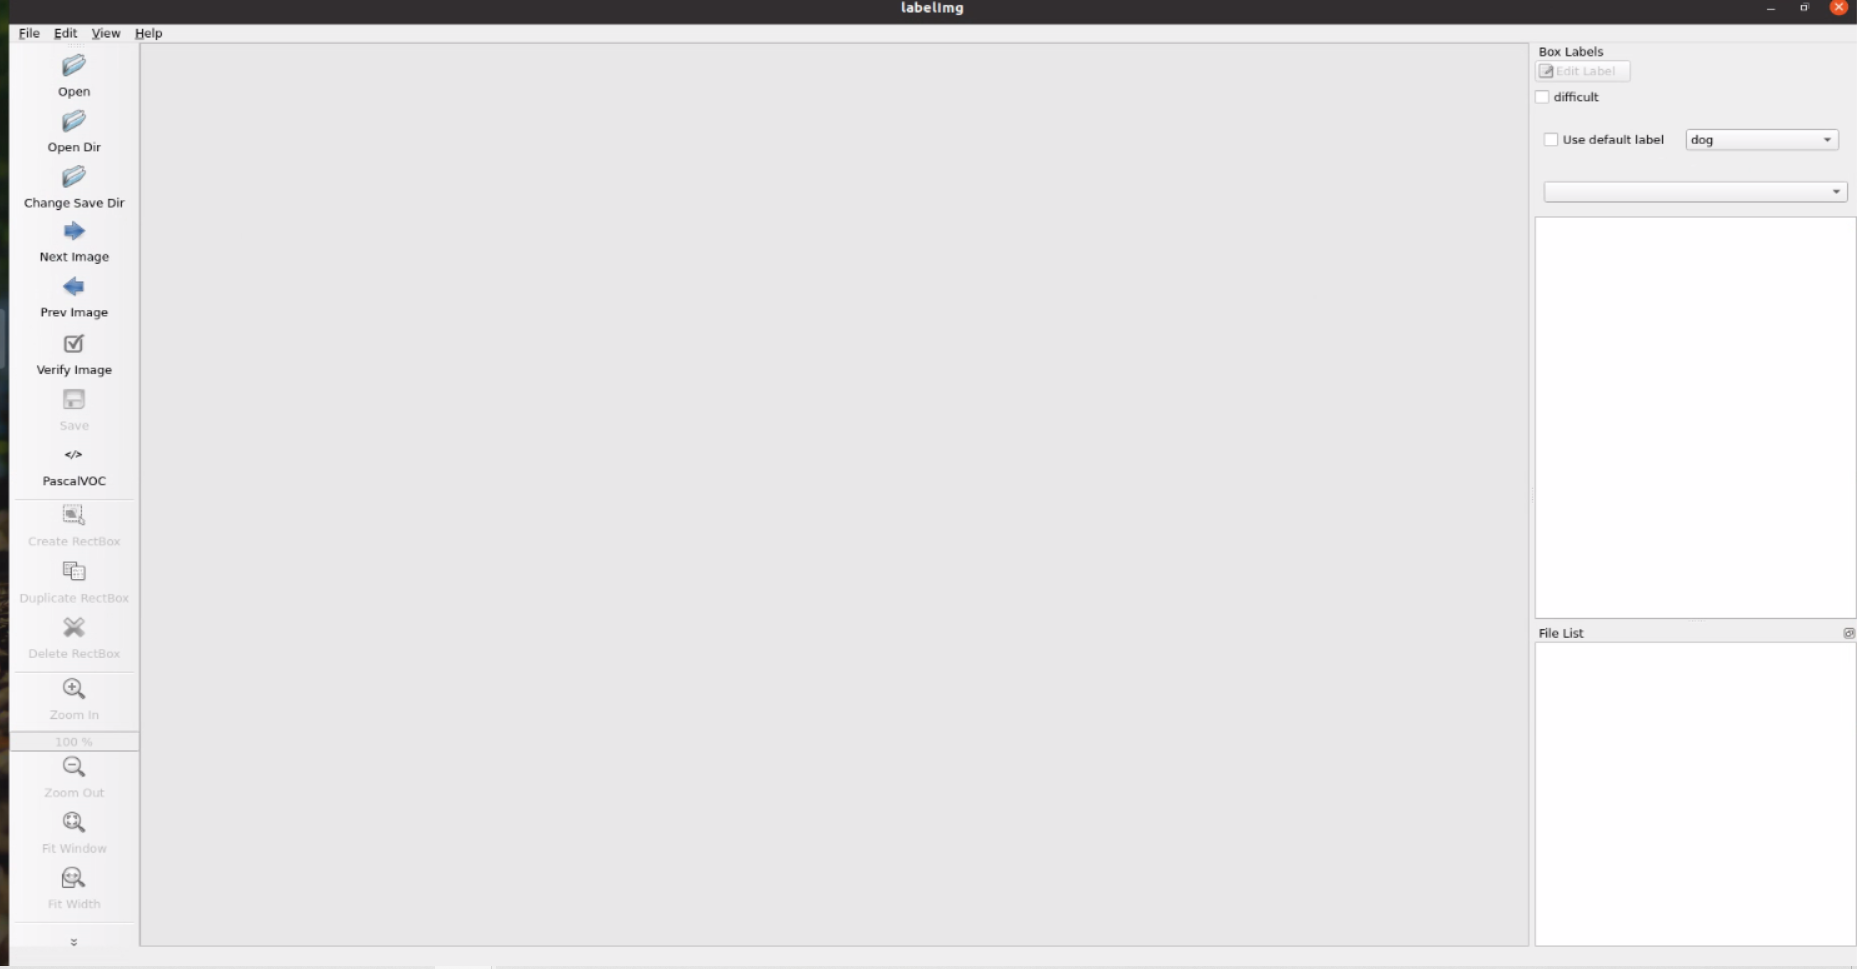 labelImg
File Edit View Help
Open
Open Dir
Change Save Dir
Next Image
Prev Image
Verify Image
Save
</>
PascalVOC
Create RectBox
Duplicate RectBox
Delete RectBox
Zoom In
100 %
Zoom Out
Fit Window
Fit Width
Box Labels
Edit Label
difficult
Use default label dog
File List